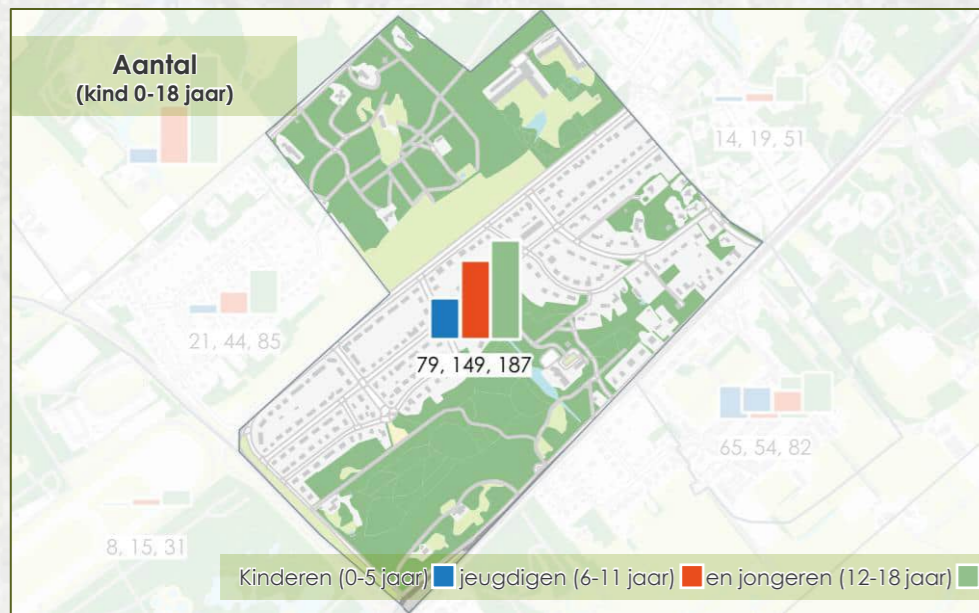 Aantal
(kind 0-18 jaar)
14, 19, 51
21, 44, 85
79, 149, 187
65, 54, 82
8, 15, 31
Kinderen (0-5 jaar) jeugdigen (6-11 jaar) en jongeren (12-18 jaar)